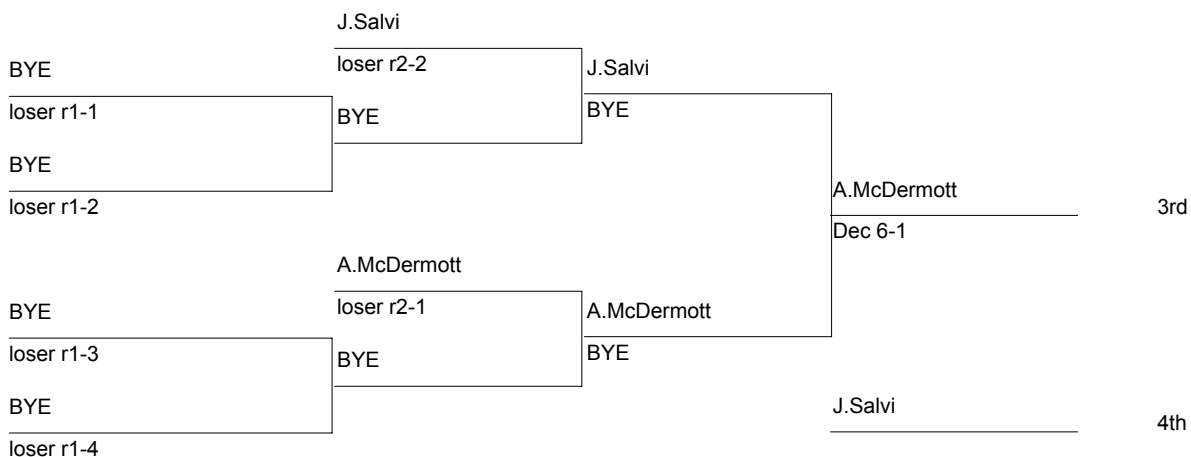 J.Salvi
loser r2-2
BYE
J.Salvi
loser r1-1
BYE
BYE
BYE
loser r1-2
A.McDermott
3rd
Dec 6-1
A.McDermott
loser r2-1
BYE
A.McDermott
loser r1-3
BYE
BYE
BYE
loser r1-4
J.Salvi
4th